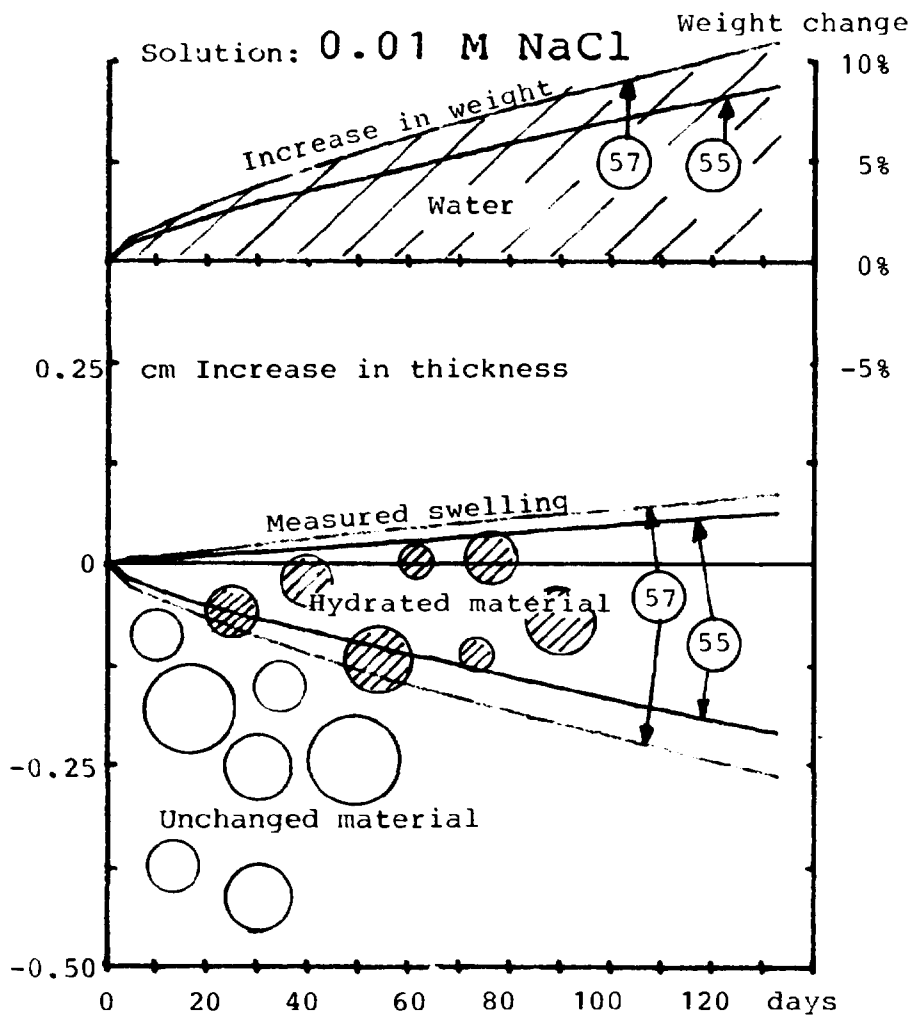 Weight change
Solution: 0.01 M NaCl
10%
Increase in weight
57
55
5%
Water
0%
0.25 cm Increase in thickness
-5%
Measured swelling
0
Hydrated material
57
55
-0.25
Unchanged material
-0.50
0 20 40 60 80 100 120 days